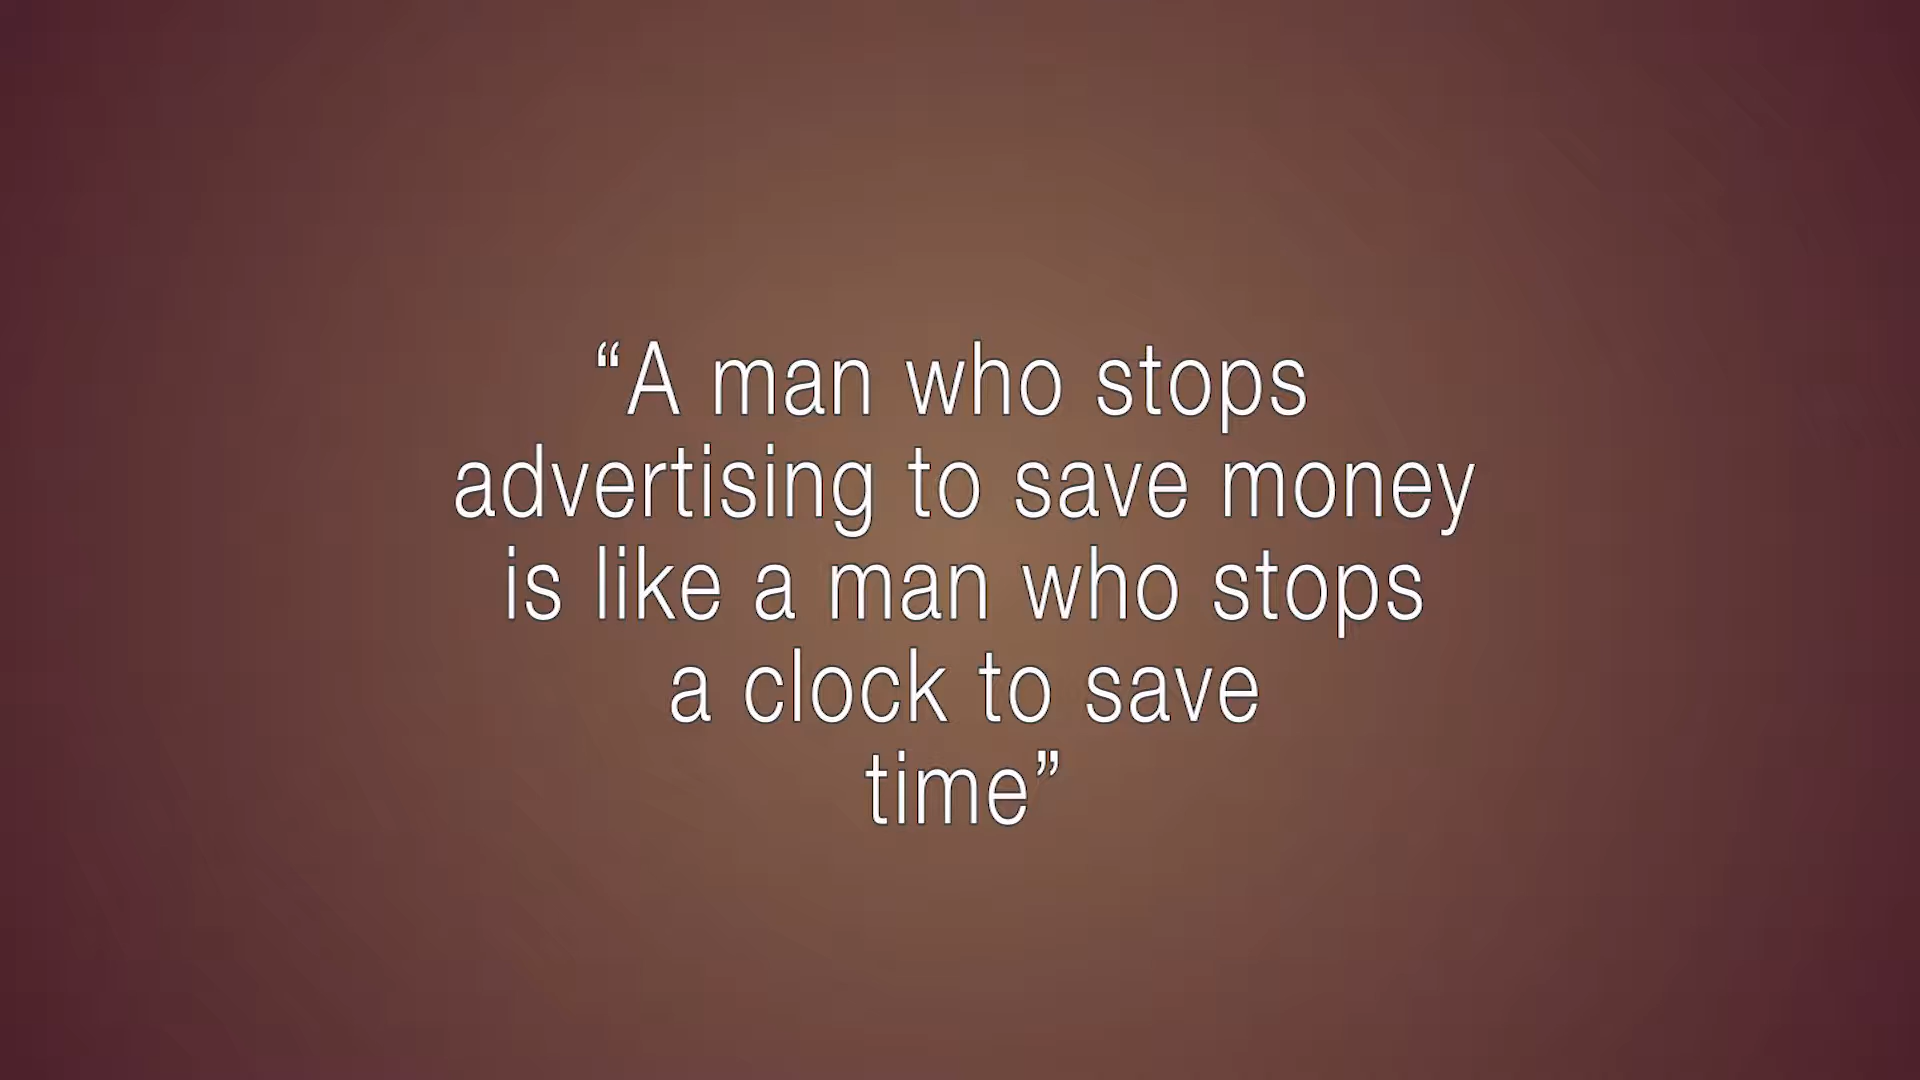 “A man who stops
advertising to save money
is like a man who stops
a clock to save
time”